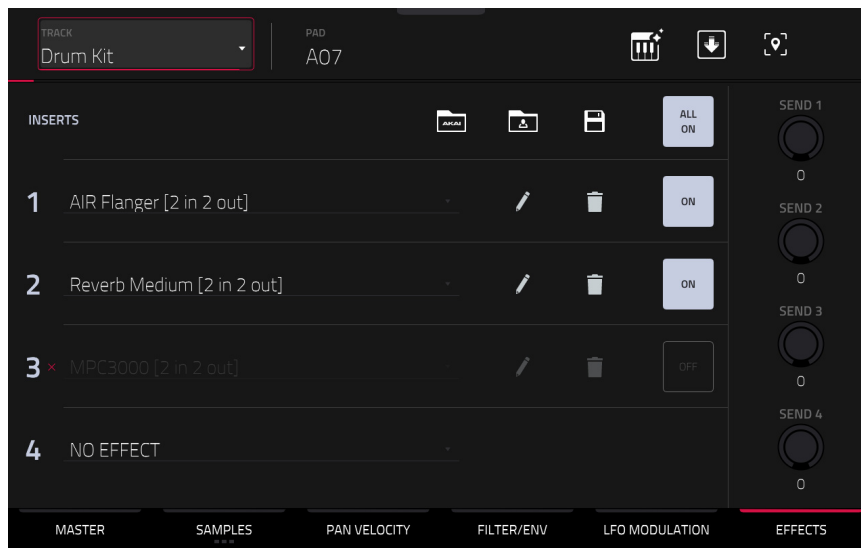 TRACK
Drum Kit
PAD
A07
INSERTS
AKAI
ALL
ON
SEND 1
0
1 AIR Flanger [2 in 2 out] ON
SEND 2
0
2 Reverb Medium [2 in 2 out] ON
SEND 3
0
3 × MPC3000 [2 in 2 out] OFF
SEND 4
0
4 NO EFFECT
MASTER SAMPLES PAN VELOCITY FILTER/ENV LFO MODULATION EFFECTS